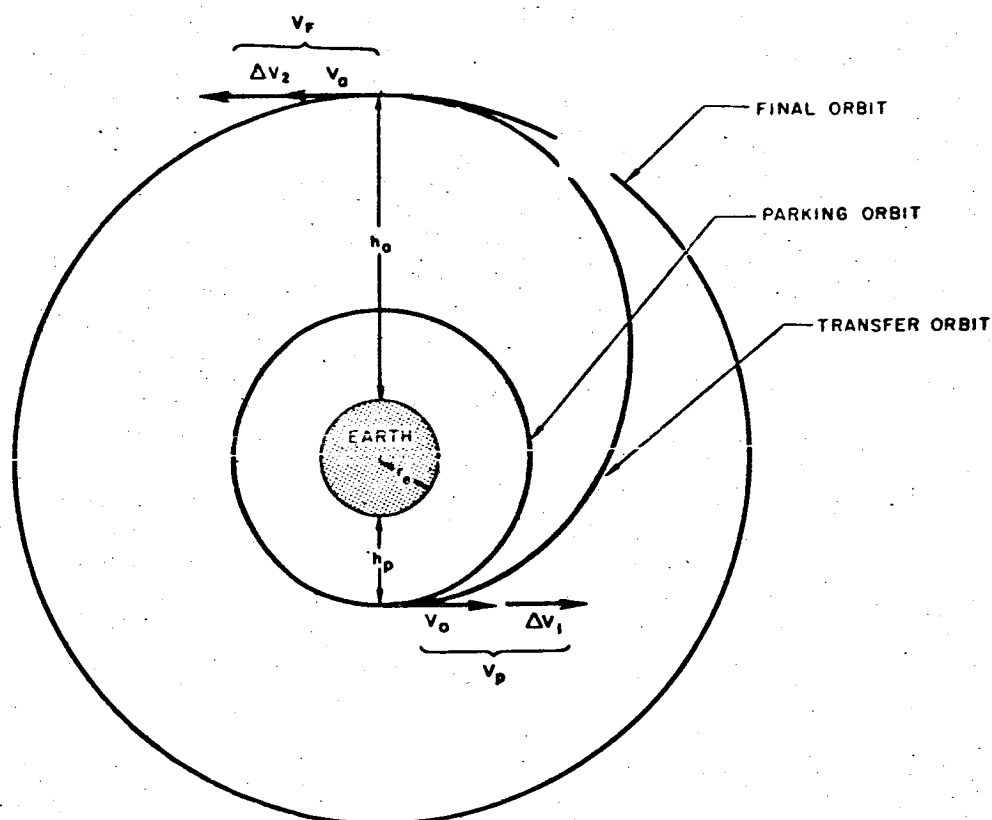 V_F
ΔV_2 V_a
FINAL ORBIT
PARKING ORBIT
h_a
TRANSFER ORBIT
EARTH
r_e
h_p
V_o ΔV_1
V_p